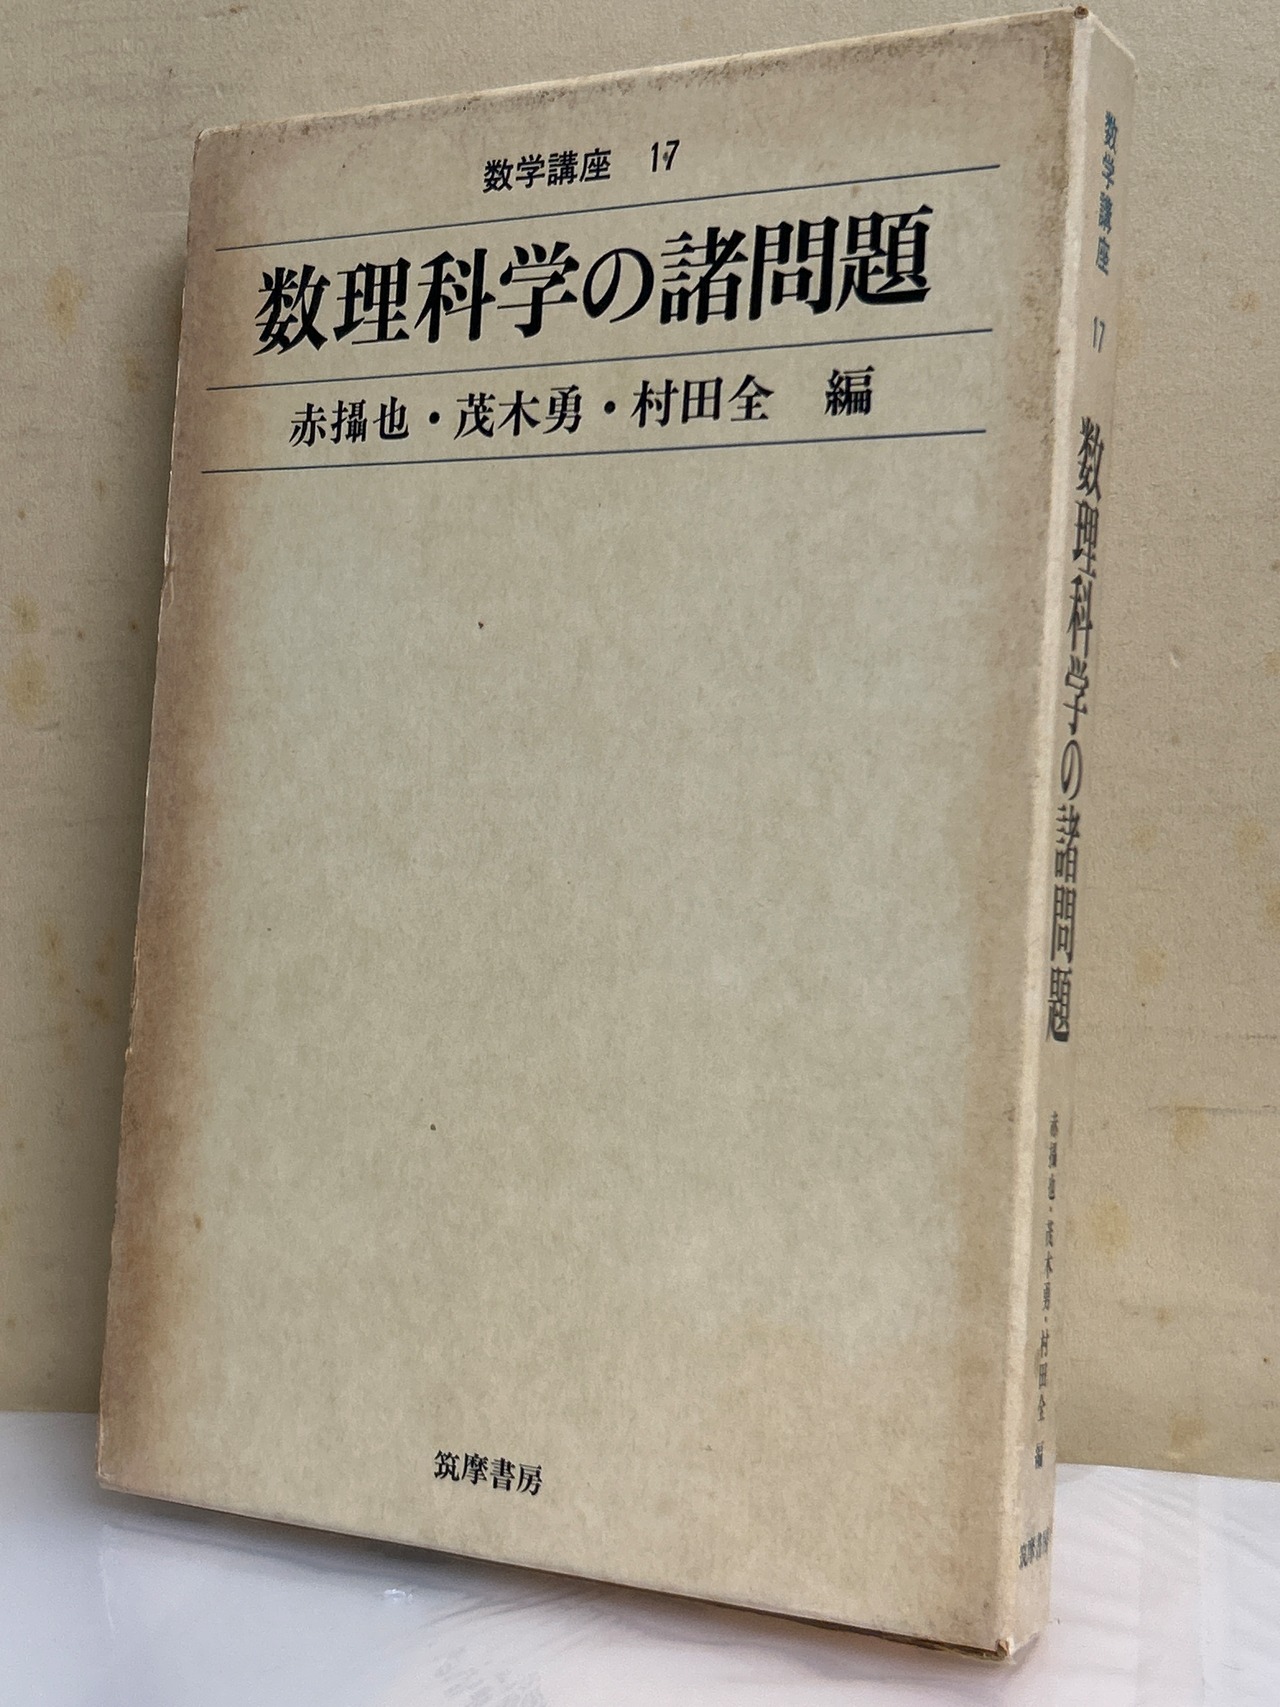 数学講座 17
数理科学の諸問題
赤攝也・茂木勇・村田全 編
筑摩書房
数学講座 17 数理科学の諸問題 赤攝也・茂木勇・村田全 編 筑摩書房